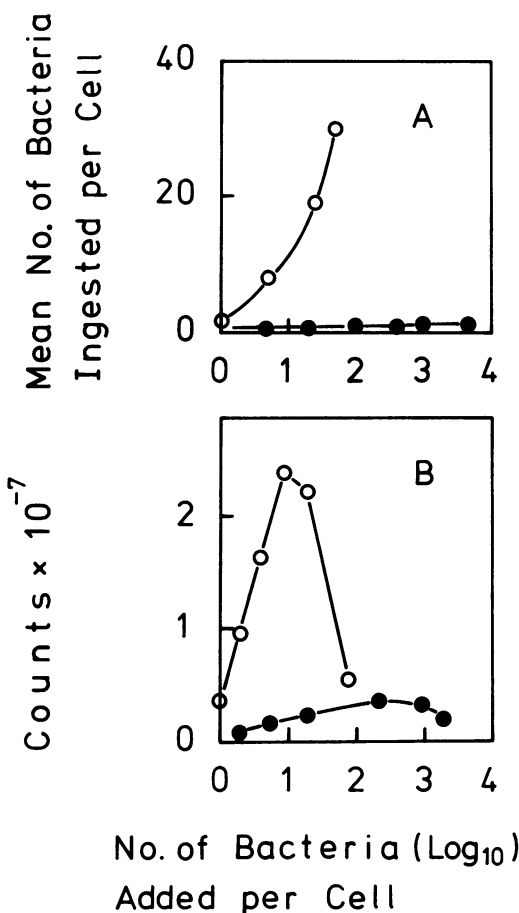 Mean No. of Bacteria
Ingested per Cell
40
20
0
A
0 1 2 3 4
Counts × 10⁻⁷
2
1
0
B
0 1 2 3 4
No. of Bacteria (Log₁₀)
Added per Cell